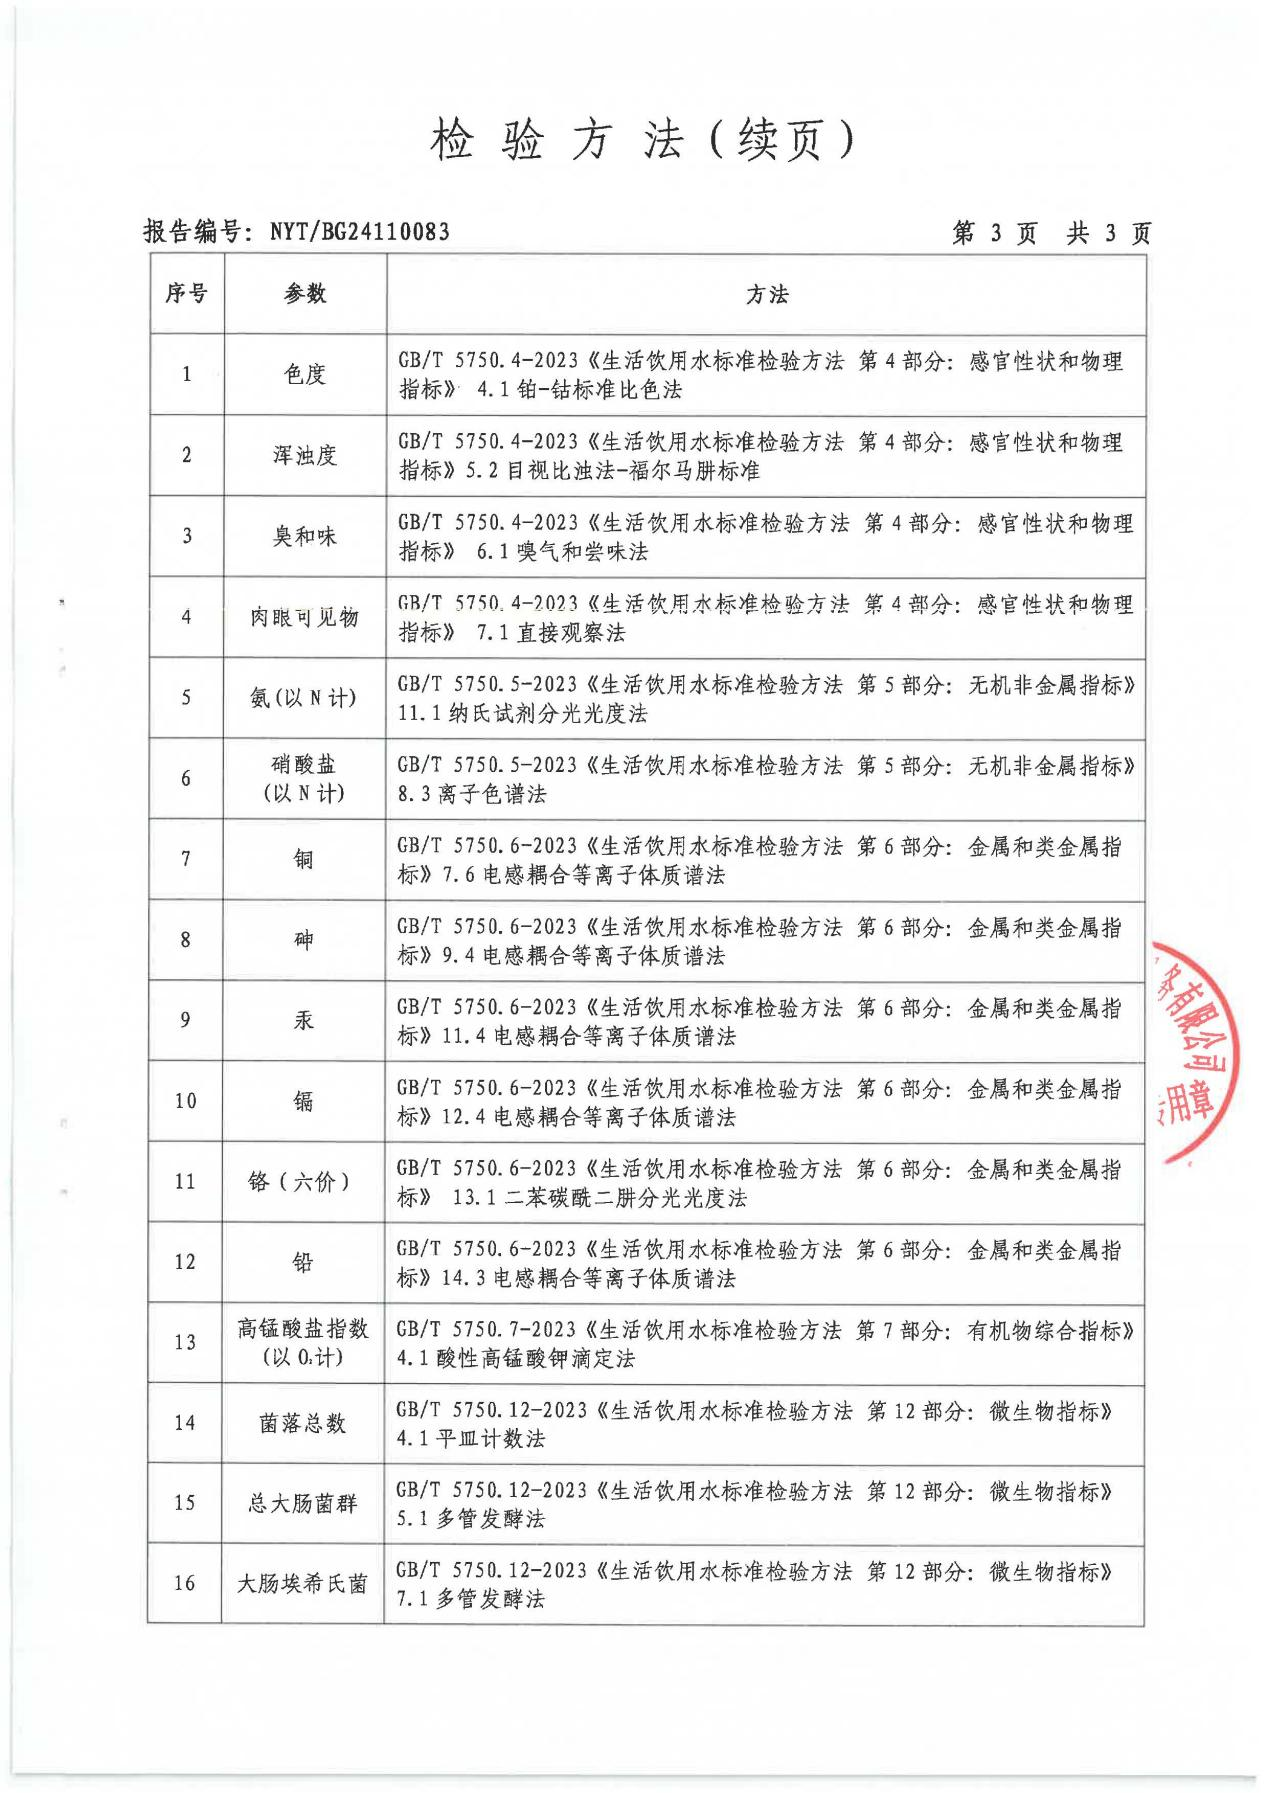 检验方法(续页)
报告编号: NYT/BG24110083
第 3 页 共 3 页
序号 参数 方法
1 色度 GB/T 5750.4-2023《生活饮用水标准检验方法 第4部分: 感官性状和物理
指标》 4.1铂-钴标准比色法
2 浑浊度 GB/T 5750.4-2023《生活饮用水标准检验方法 第4部分: 感官性状和物理
指标》5.2目视比浊法-福尔马肼标准
3 臭和味 GB/T 5750.4-2023《生活饮用水标准检验方法 第4部分: 感官性状和物理
指标》 6.1嗅气和尝味法
4 肉眼可见物 GB/T 5750.4-2023《生活饮用水标准检验方法 第4部分: 感官性状和物理
指标》 7.1直接观察法
5 氨(以N计) GB/T 5750.5-2023《生活饮用水标准检验方法 第5部分: 无机非金属指标》
11.1纳氏试剂分光光度法
6 硝酸盐
(以N计) GB/T 5750.5-2023《生活饮用水标准检验方法 第5部分: 无机非金属指标》
8.3离子色谱法
7 铜 GB/T 5750.6-2023《生活饮用水标准检验方法 第6部分: 金属和类金属指
标》7.6电感耦合等离子体质谱法
8 砷 GB/T 5750.6-2023《生活饮用水标准检验方法 第6部分: 金属和类金属指
标》9.4电感耦合等离子体质谱法
9 汞 GB/T 5750.6-2023《生活饮用水标准检验方法 第6部分: 金属和类金属指
标》11.4电感耦合等离子体质谱法
10 镉 GB/T 5750.6-2023《生活饮用水标准检验方法 第6部分: 金属和类金属指
标》12.4电感耦合等离子体质谱法
11 铬(六价) GB/T 5750.6-2023《生活饮用水标准检验方法 第6部分: 金属和类金属指
标》 13.1二苯碳酰二肼分光光度法
12 铅 GB/T 5750.6-2023《生活饮用水标准检验方法 第6部分: 金属和类金属指
标》14.3电感耦合等离子体质谱法
13 高锰酸盐指数
(以O₂计) GB/T 5750.7-2023《生活饮用水标准检验方法 第7部分: 有机物综合指标》
4.1酸性高锰酸钾滴定法
14 菌落总数 GB/T 5750.12-2023《生活饮用水标准检验方法 第12部分: 微生物指标》
4.1平皿计数法
15 总大肠菌群 GB/T 5750.12-2023《生活饮用水标准检验方法 第12部分: 微生物指标》
5.1多管发酵法
16 大肠埃希氏菌 GB/T 5750.12-2023《生活饮用水标准检验方法 第12部分: 微生物指标》
7.1多管发酵法
务有限公司
用章